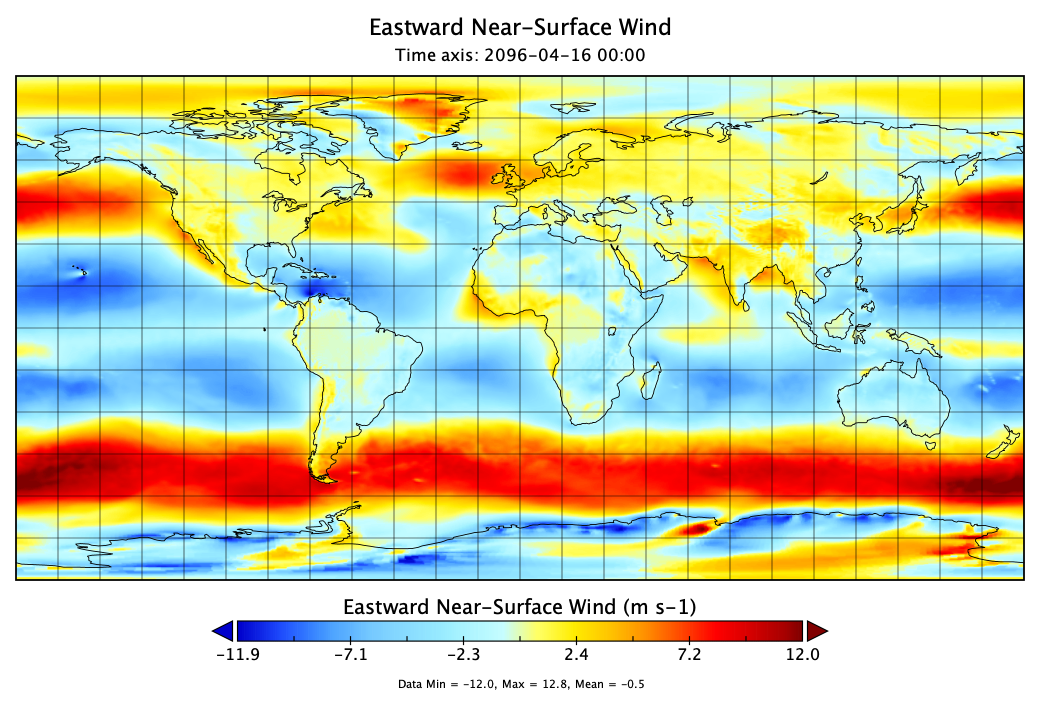 Eastward Near-Surface Wind
Time axis: 2096-04-16 00:00
Eastward Near-Surface Wind (m s-1)
-11.9 -7.1 -2.3 2.4 7.2 12.0
Data Min = -12.0, Max = 12.8, Mean = -0.5